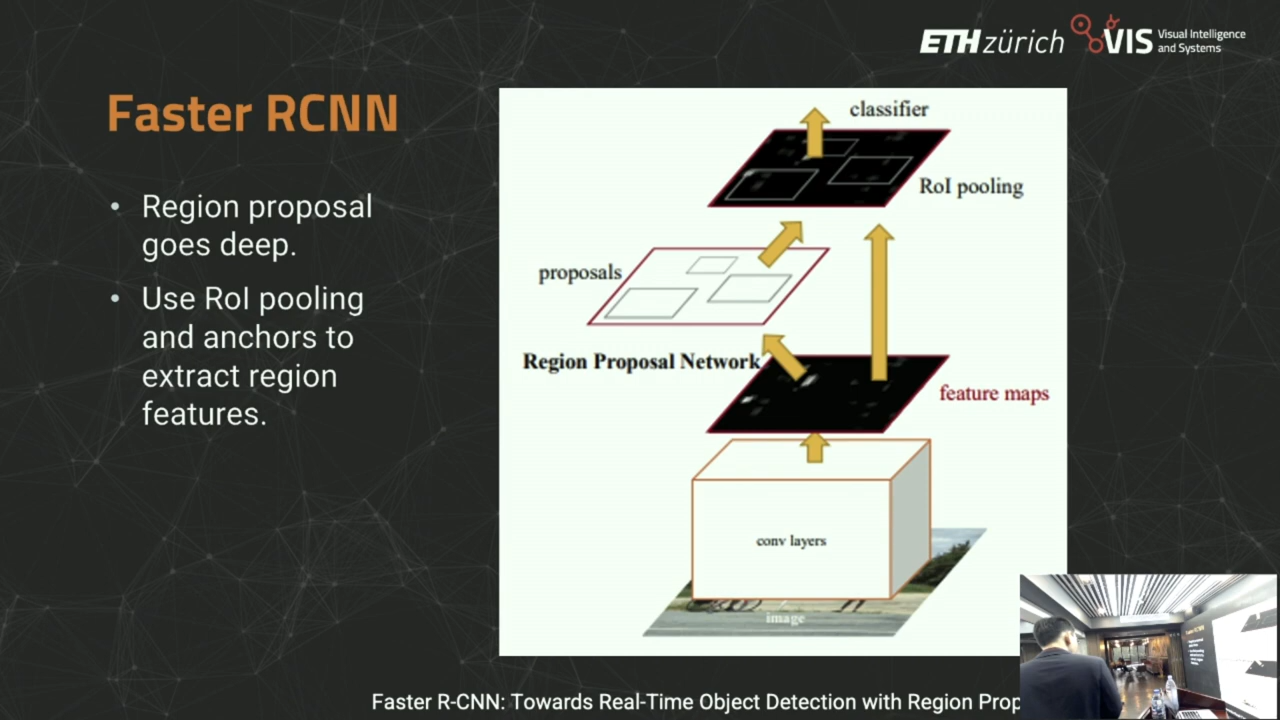 ETH zürich
VIS
Visual Intelligence
and Systems
Faster RCNN
• Region proposal
goes deep.
• Use RoI pooling
and anchors to
extract region
features.
classifier
RoI pooling
proposals
Region Proposal Network
feature maps
conv layers
image
Faster R-CNN: Towards Real-Time Object Detection with Region Prop